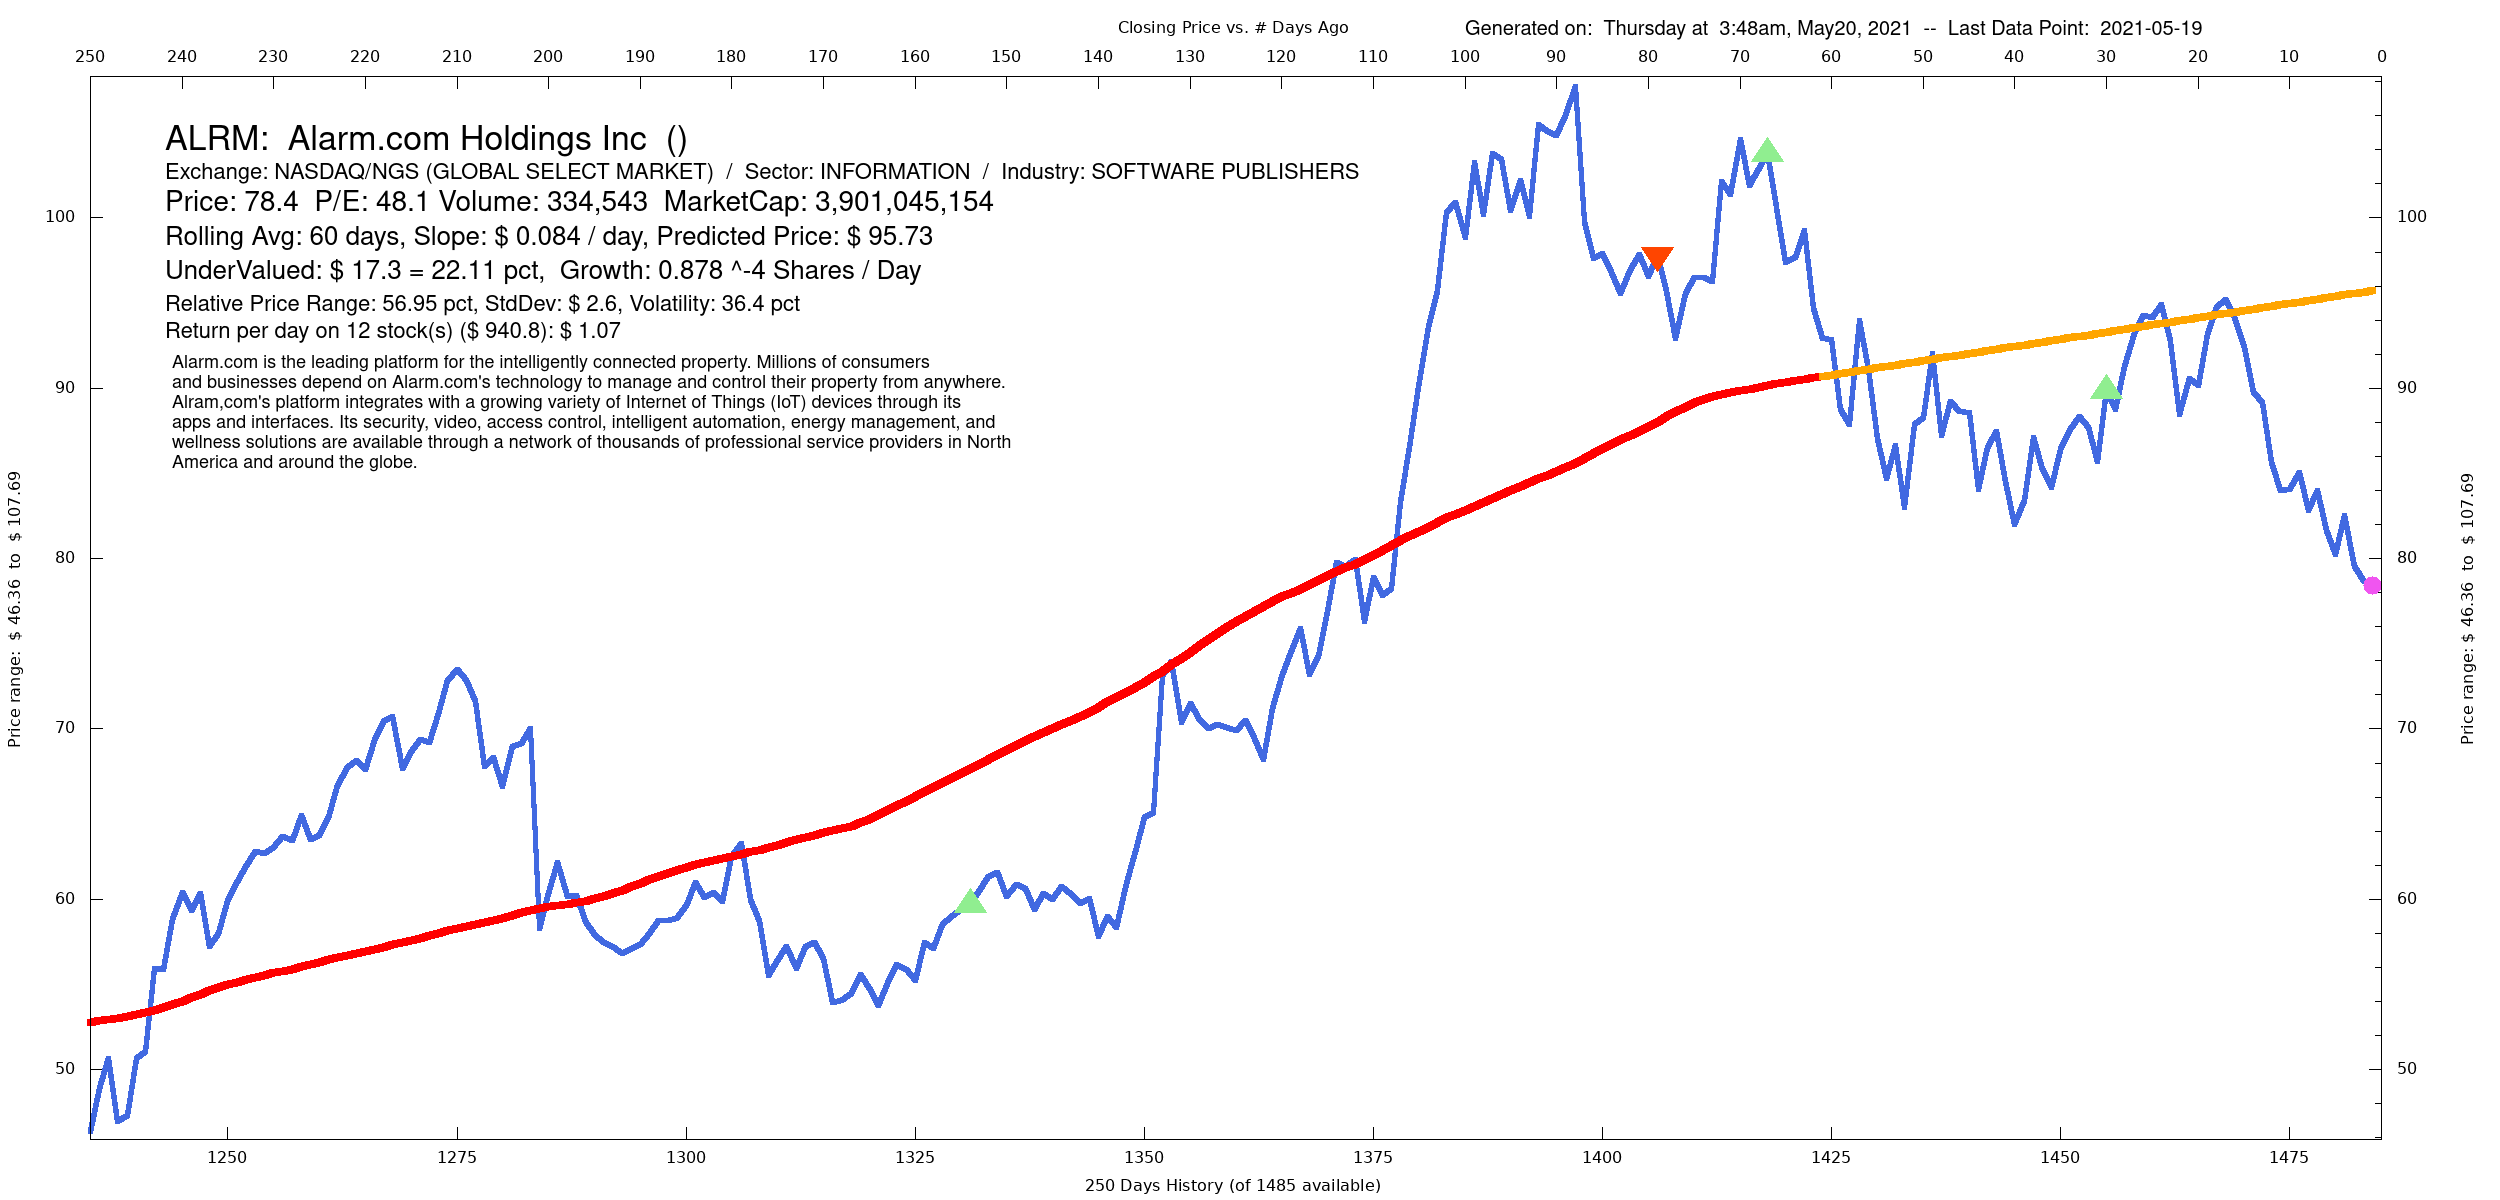 Closing Price vs. # Days Ago
Generated on:  Thursday at  3:48am, May20, 2021  --  Last Data Point:  2021-05-19
250 240 230 220 210 200 190 180 170 160 150 140 130 120 110 100 90 80 70 60 50 40 30 20 10 0
ALRM:  Alarm.com Holdings Inc  ()
Exchange: NASDAQ/NGS (GLOBAL SELECT MARKET)  /  Sector: INFORMATION  /  Industry: SOFTWARE PUBLISHERS
Price: 78.4  P/E: 48.1 Volume: 334,543  MarketCap: 3,901,045,154
Rolling Avg: 60 days, Slope: $ 0.084 / day, Predicted Price: $ 95.73
UnderValued: $ 17.3 = 22.11 pct,  Growth: 0.878 ^-4 Shares / Day
Relative Price Range: 56.95 pct, StdDev: $ 2.6, Volatility: 36.4 pct
Return per day on 12 stock(s) ($ 940.8): $ 1.07
Alarm.com is the leading platform for the intelligently connected property. Millions of consumers
and businesses depend on Alarm.com's technology to manage and control their property from anywhere.
Alram,com's platform integrates with a growing variety of Internet of Things (IoT) devices through its
apps and interfaces. Its security, video, access control, intelligent automation, energy management, and
wellness solutions are available through a network of thousands of professional service providers in North
America and around the globe.
100 100
90 90
80 80
70 70
60 60
50 50
Price range:  $ 46.36  to  $ 107.69
Price range: $ 46.36  to  $ 107.69
1250 1275 1300 1325 1350 1375 1400 1425 1450 1475
250 Days History (of 1485 available)